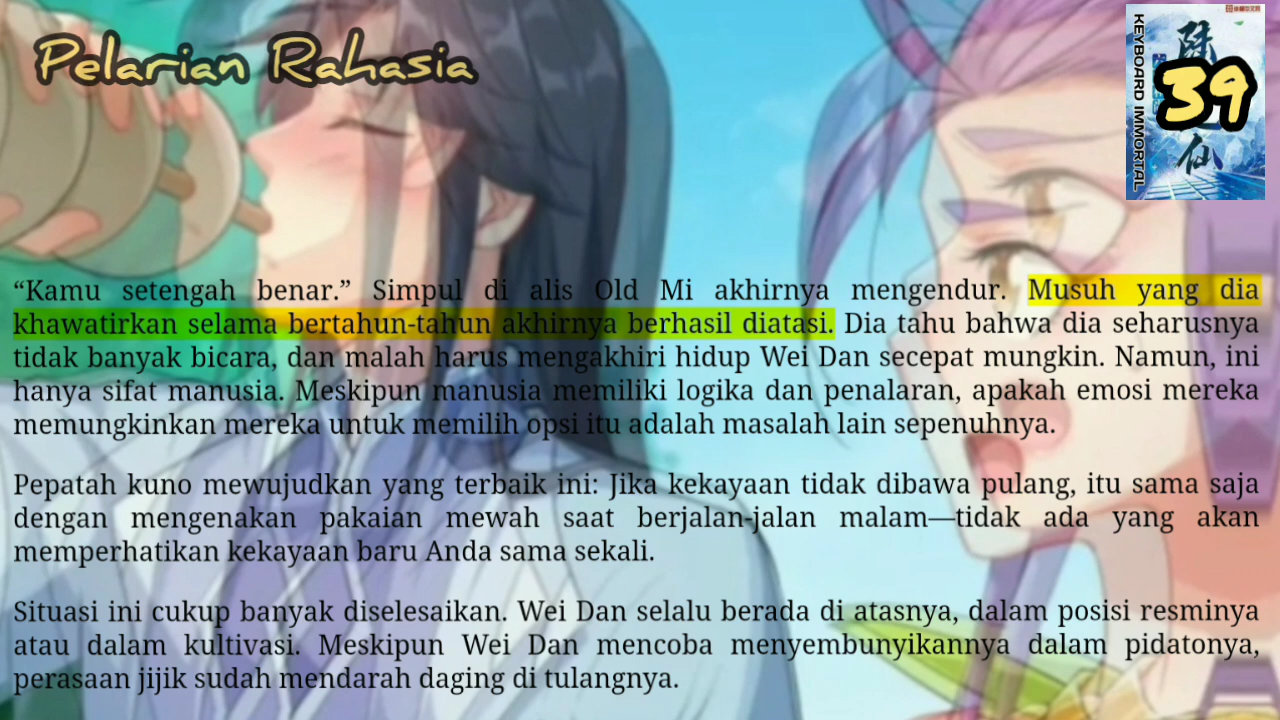 Pelarian Rahasia
KEYBOARD IMMORTAL
陆
仙
39
“Kamu setengah benar.” Simpul di alis Old Mi akhirnya mengendur. Musuh yang dia
khawatirkan selama bertahun-tahun akhirnya berhasil diatasi. Dia tahu bahwa dia seharusnya
tidak banyak bicara, dan malah harus mengakhiri hidup Wei Dan secepat mungkin. Namun, ini
hanya sifat manusia. Meskipun manusia memiliki logika dan penalaran, apakah emosi mereka
memungkinkan mereka untuk memilih opsi itu adalah masalah lain sepenuhnya.
Pepatah kuno mewujudkan yang terbaik ini: Jika kekayaan tidak dibawa pulang, itu sama saja
dengan mengenakan pakaian mewah saat berjalan-jalan malam—tidak ada yang akan
memperhatikan kekayaan baru Anda sama sekali.
Situasi ini cukup banyak diselesaikan. Wei Dan selalu berada di atasnya, dalam posisi resminya
atau dalam kultivasi. Meskipun Wei Dan mencoba menyembunyikannya dalam pidatonya,
perasaan jijik sudah mendarah daging di tulangnya.